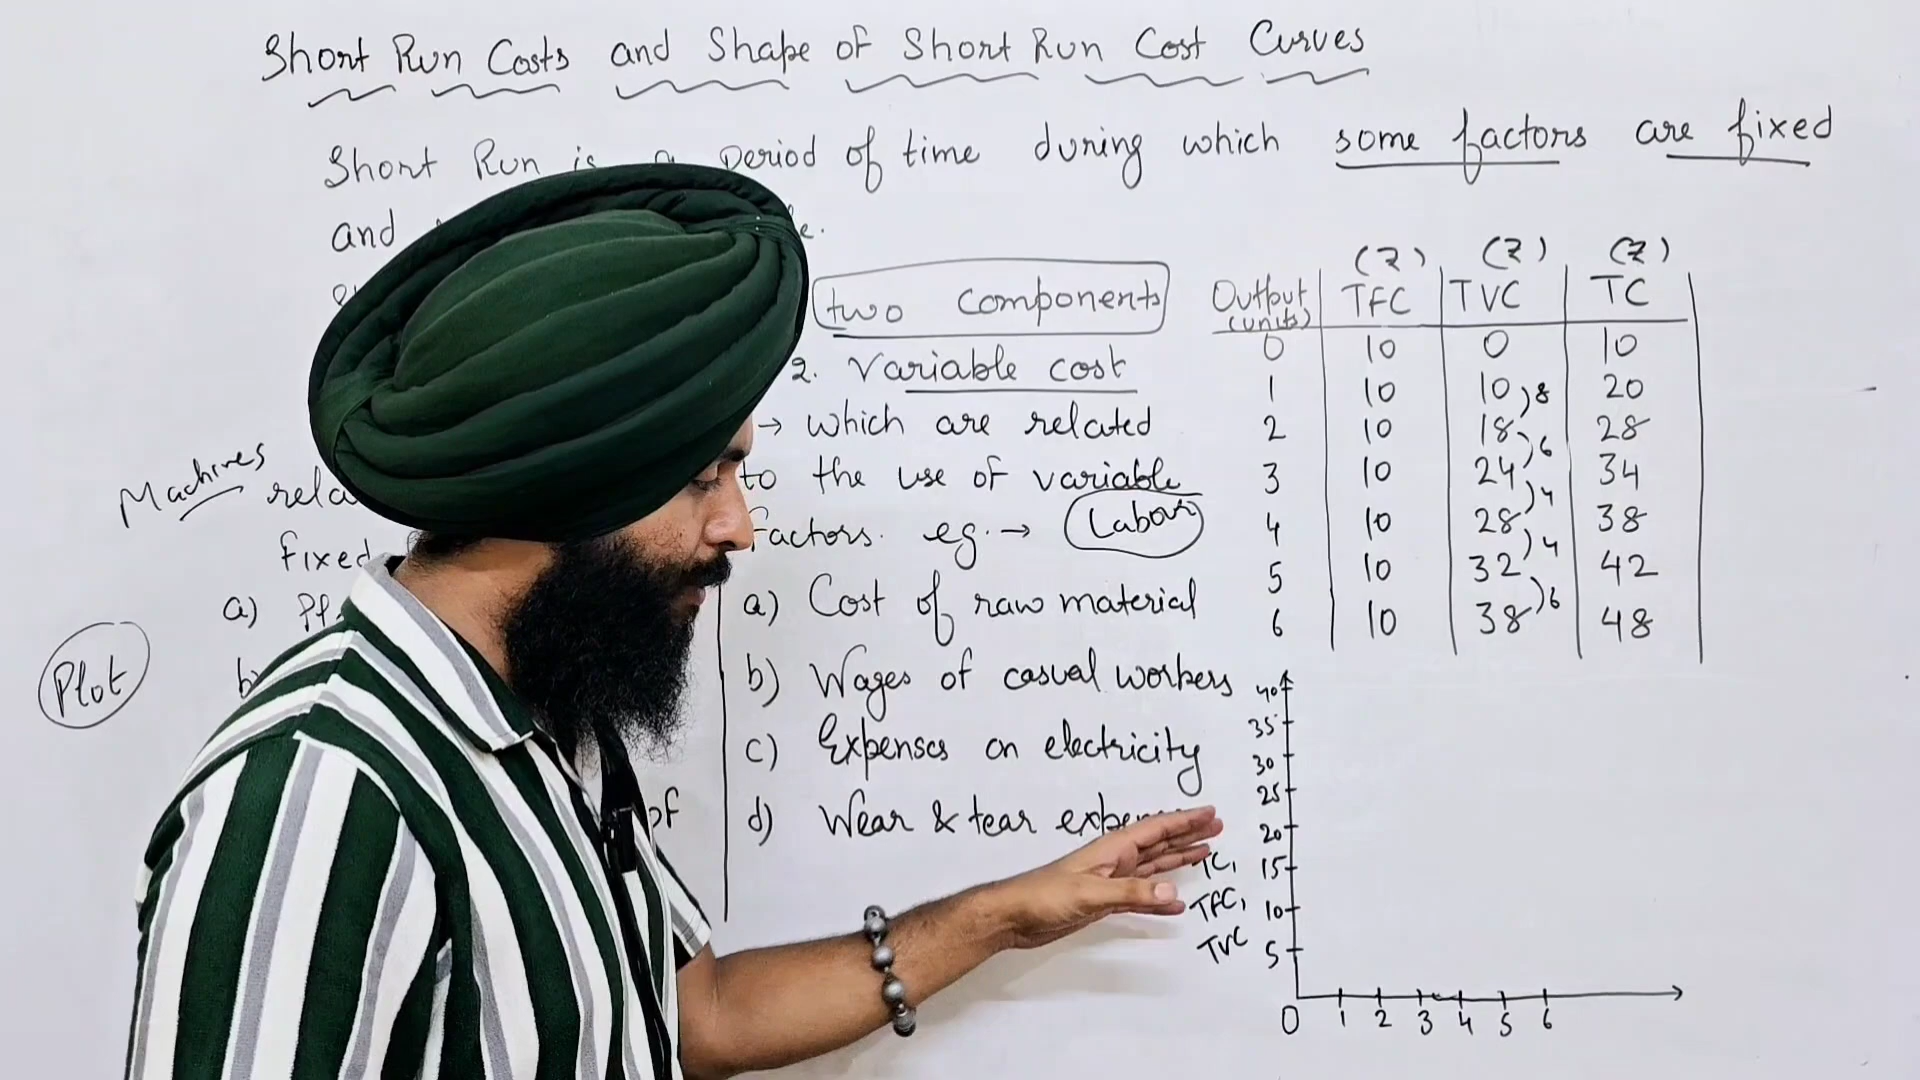 Short Run Costs and Shape of Short Run Cost Curves
Short Run is a period of time during which some factors are fixed
and
two components
2. Variable cost
→ which are related
to the use of variable
factors. eg. → Labour
a) Cost of raw material
b) Wages of casual workers
c) Expenses on electricity
d) Wear & tear
Machines
fixed
a)
b)
of
Plot
(₹) (₹) (₹)
Output TFC TVC TC
(units)
0 10 0 10
1 10 10 20
)8
2 10 18 28
)6
3 10 24 34
)4
4 10 28 38
)4
5 10 32 42
)6
6 10 38 48
40
35
30
25
20
TC, 15
TFC, 10
TVC 5
0 1 2 3 4 5 6